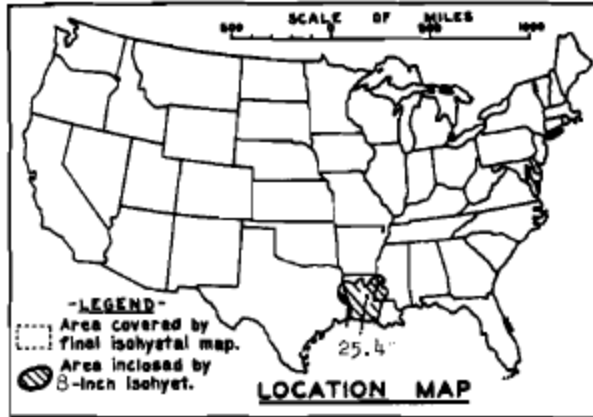 SCALE OF MILES
500 0 500 1000
-LEGEND-
Area covered by
final isohyetal map.
Area inclosed by
8-inch isohyet.
25.4"
LOCATION MAP